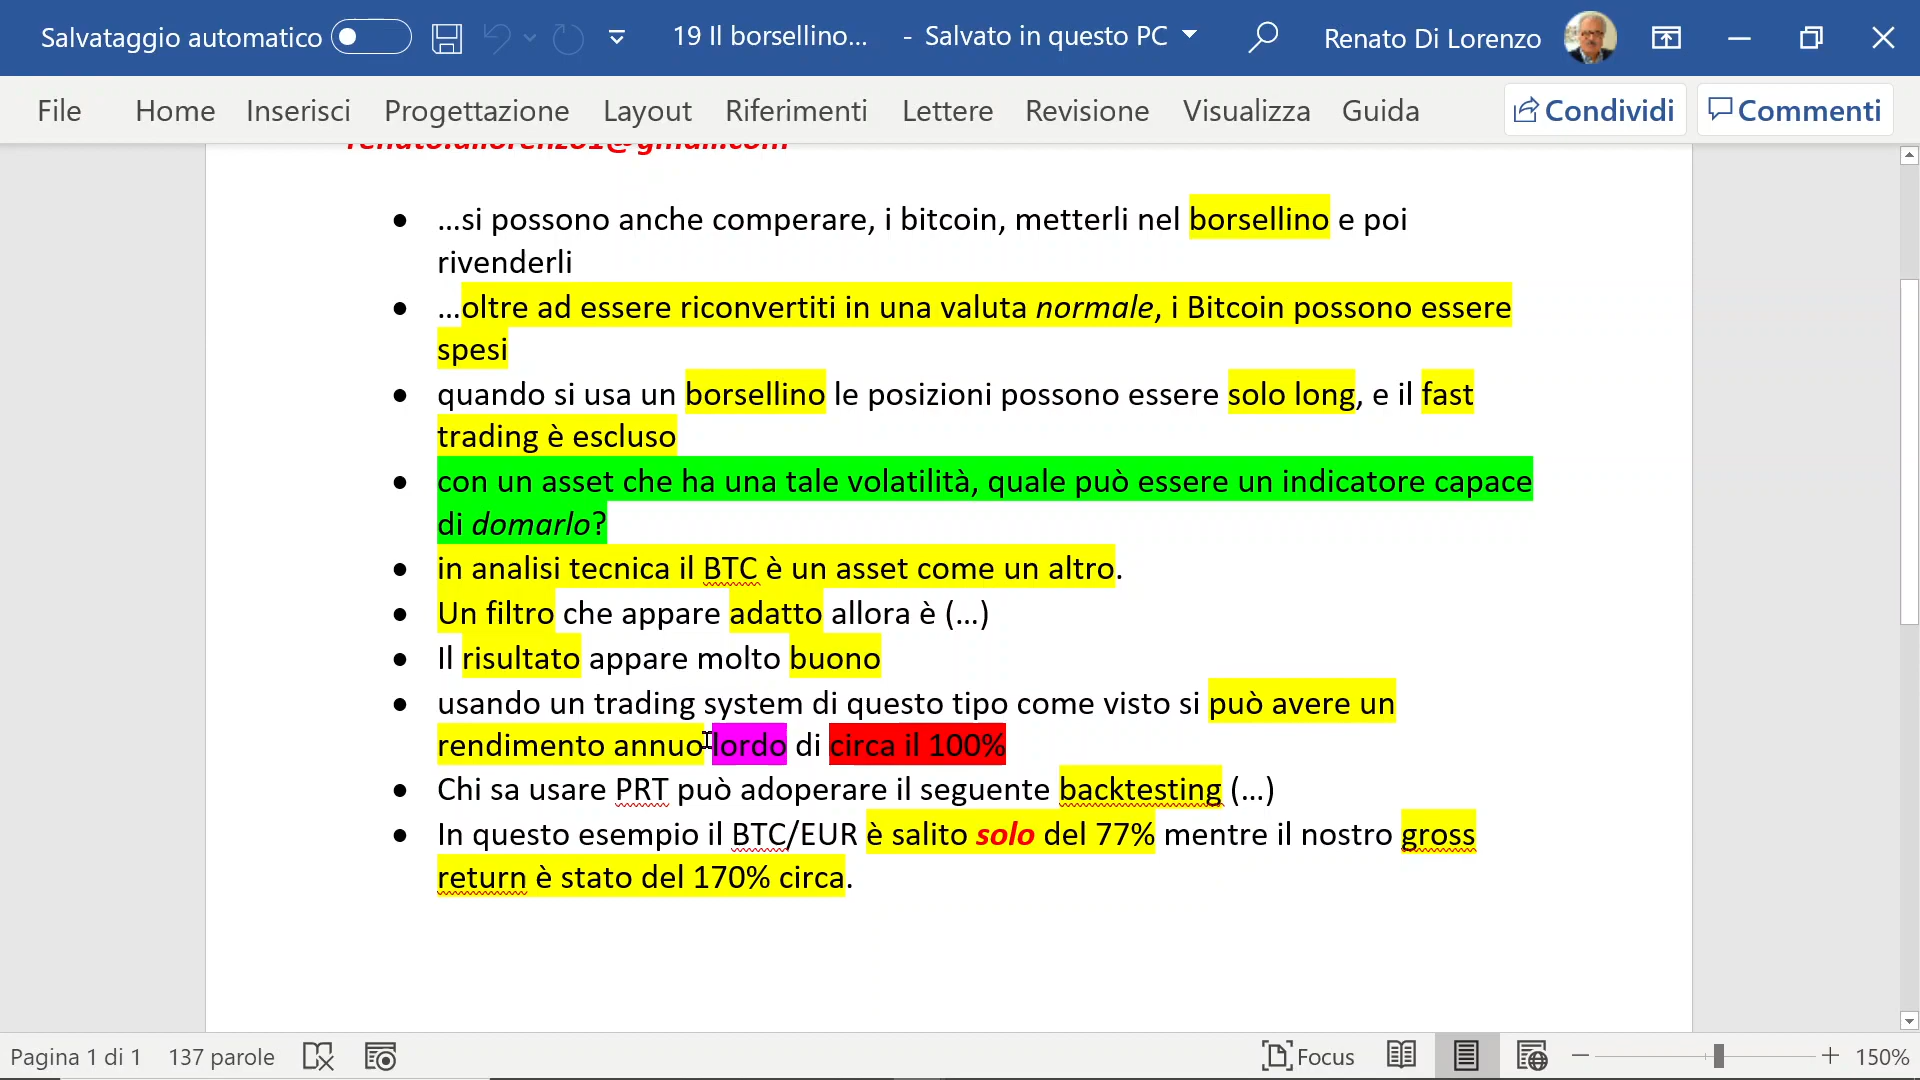 Salvataggio automatico 19 Il borsellino... - Salvato in questo PC Renato Di Lorenzo
File Home Inserisci Progettazione Layout Riferimenti Lettere Revisione Visualizza Guida Condividi Commenti
...si possono anche comperare, i bitcoin, metterli nel borsellino e poi
rivenderli
...oltre ad essere riconvertiti in una valuta normale, i Bitcoin possono essere
spesi
quando si usa un borsellino le posizioni possono essere solo long, e il fast
trading è escluso
con un asset che ha una tale volatilità, quale può essere un indicatore capace
di domarlo?
in analisi tecnica il BTC è un asset come un altro.
Un filtro che appare adatto allora è (...)
Il risultato appare molto buono
usando un trading system di questo tipo come visto si può avere un
rendimento annuo lordo di circa il 100%
Chi sa usare PRT può adoperare il seguente backtesting (...)
In questo esempio il BTC/EUR è salito solo del 77% mentre il nostro gross
return è stato del 170% circa.
Pagina 1 di 1 137 parole Focus 150%